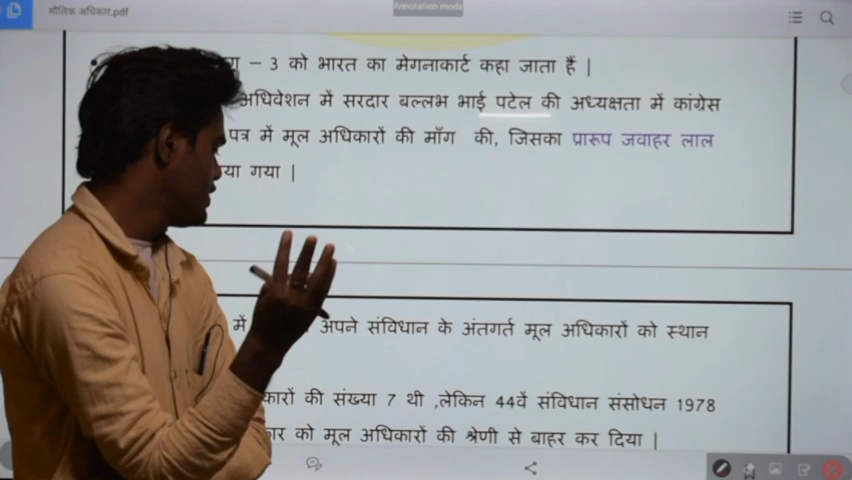 मौलिक अधिकार.pdf
Annotation mode
– 3 को भारत का मेगनाकार्ट कहा जाता हैं |
अधिवेशन में सरदार बल्लभ भाई पटेल की अध्यक्षता में कांग्रेस
पत्र में मूल अधिकारों की माँग की, जिसका प्रारूप जवाहर लाल
या गया |
में अपने संविधान के अंतगर्त मूल अधिकारों को स्थान
कारों की संख्या 7 थी ,लेकिन 44वें संविधान संसोधन 1978
कार को मूल अधिकारों की श्रेणी से बाहर कर दिया |